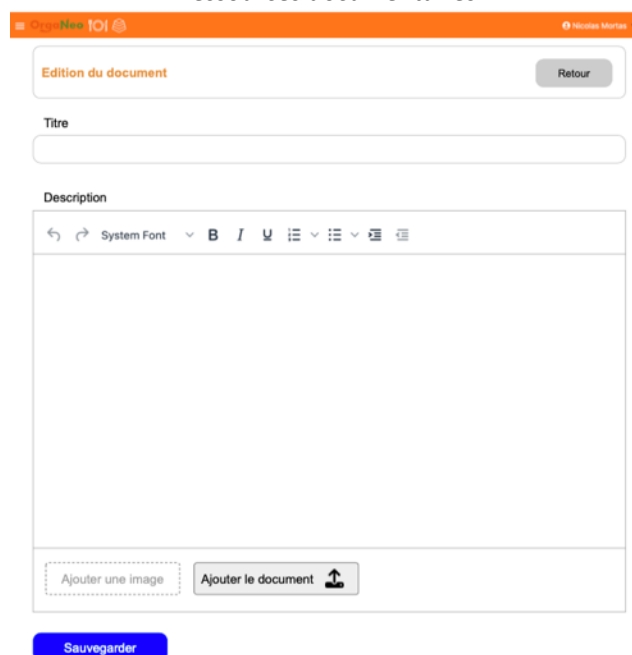 OrgaNeo
Nicolas Mortas
Edition du document
Retour
Titre
Description
System Font
B I U
Ajouter une image
Ajouter le document
Sauvegarder